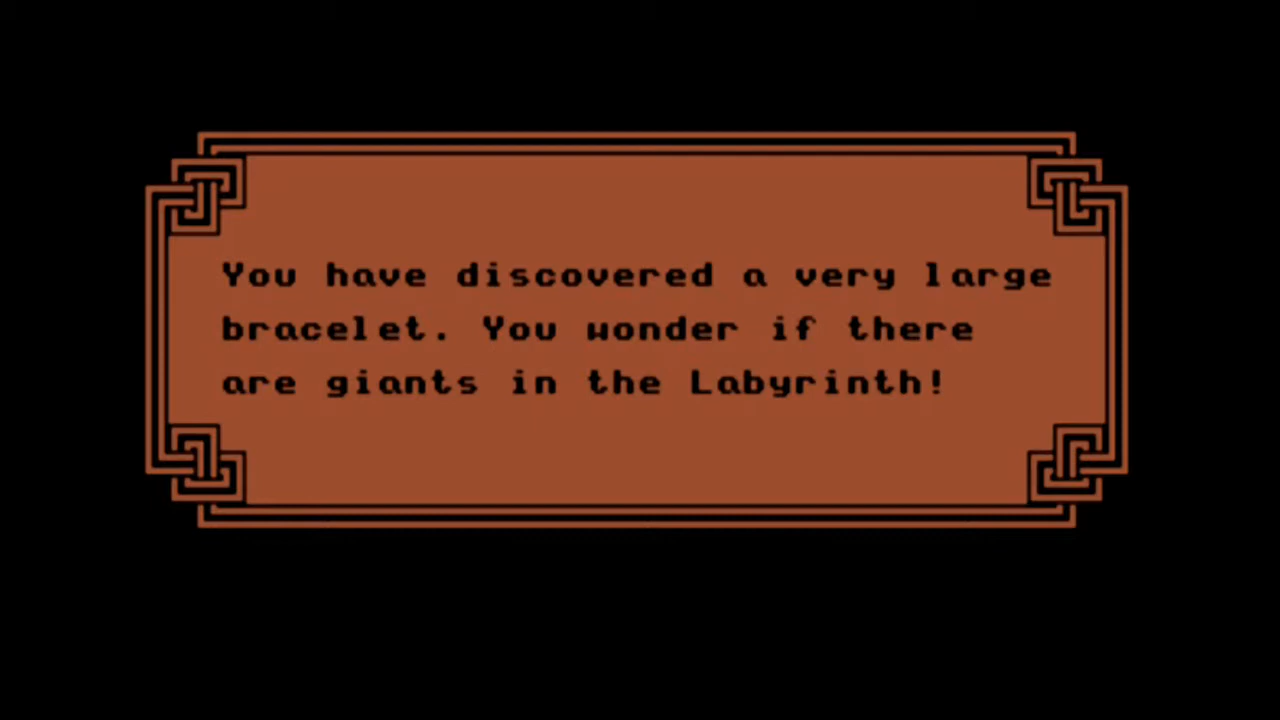 You have discovered a very large
bracelet. You wonder if there
are giants in the Labyrinth!